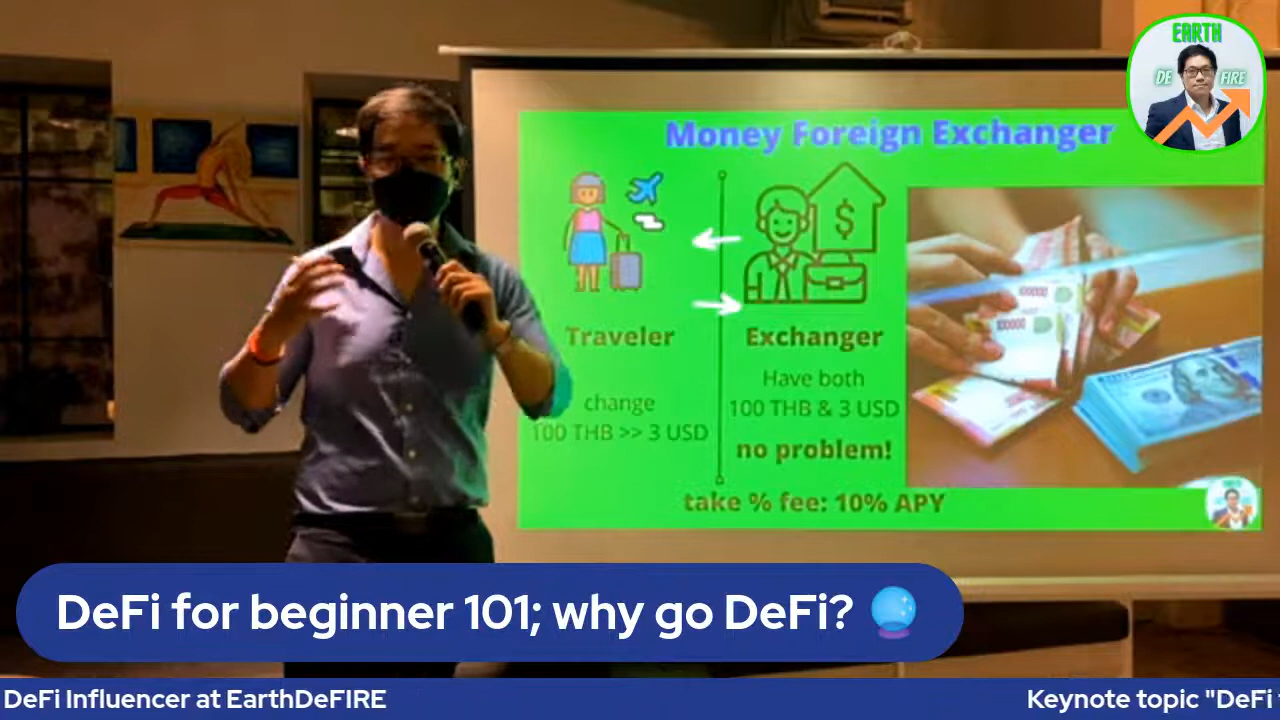 EARTH
DE FIRE
Money Foreign Exchanger
$
Traveler
Exchanger
change
100 THB >> 3 USD
Have both
100 THB & 3 USD
no problem!
take % fee: 10% APY
100000
100000
DeFi for beginner 101; why go DeFi?
DeFi Influencer at EarthDeFIRE
Keynote topic "DeFi